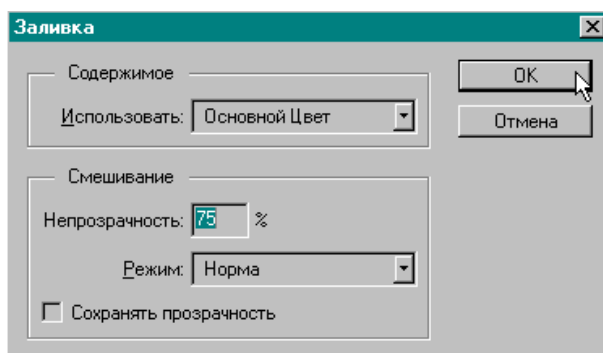 Заливка
Содержимое
Использовать: Основной Цвет
OK
Отмена
Смешивание
Непрозрачность: 75 %
Режим: Норма
Сохранять прозрачность